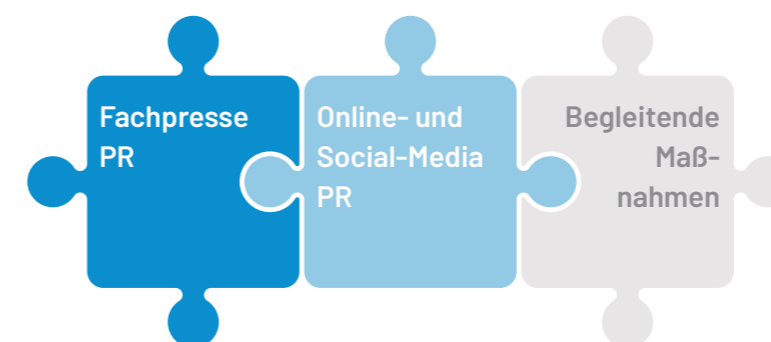 Fachpresse
PR
Online- und
Social-Media
PR
Begleitende
Maß-
nahmen